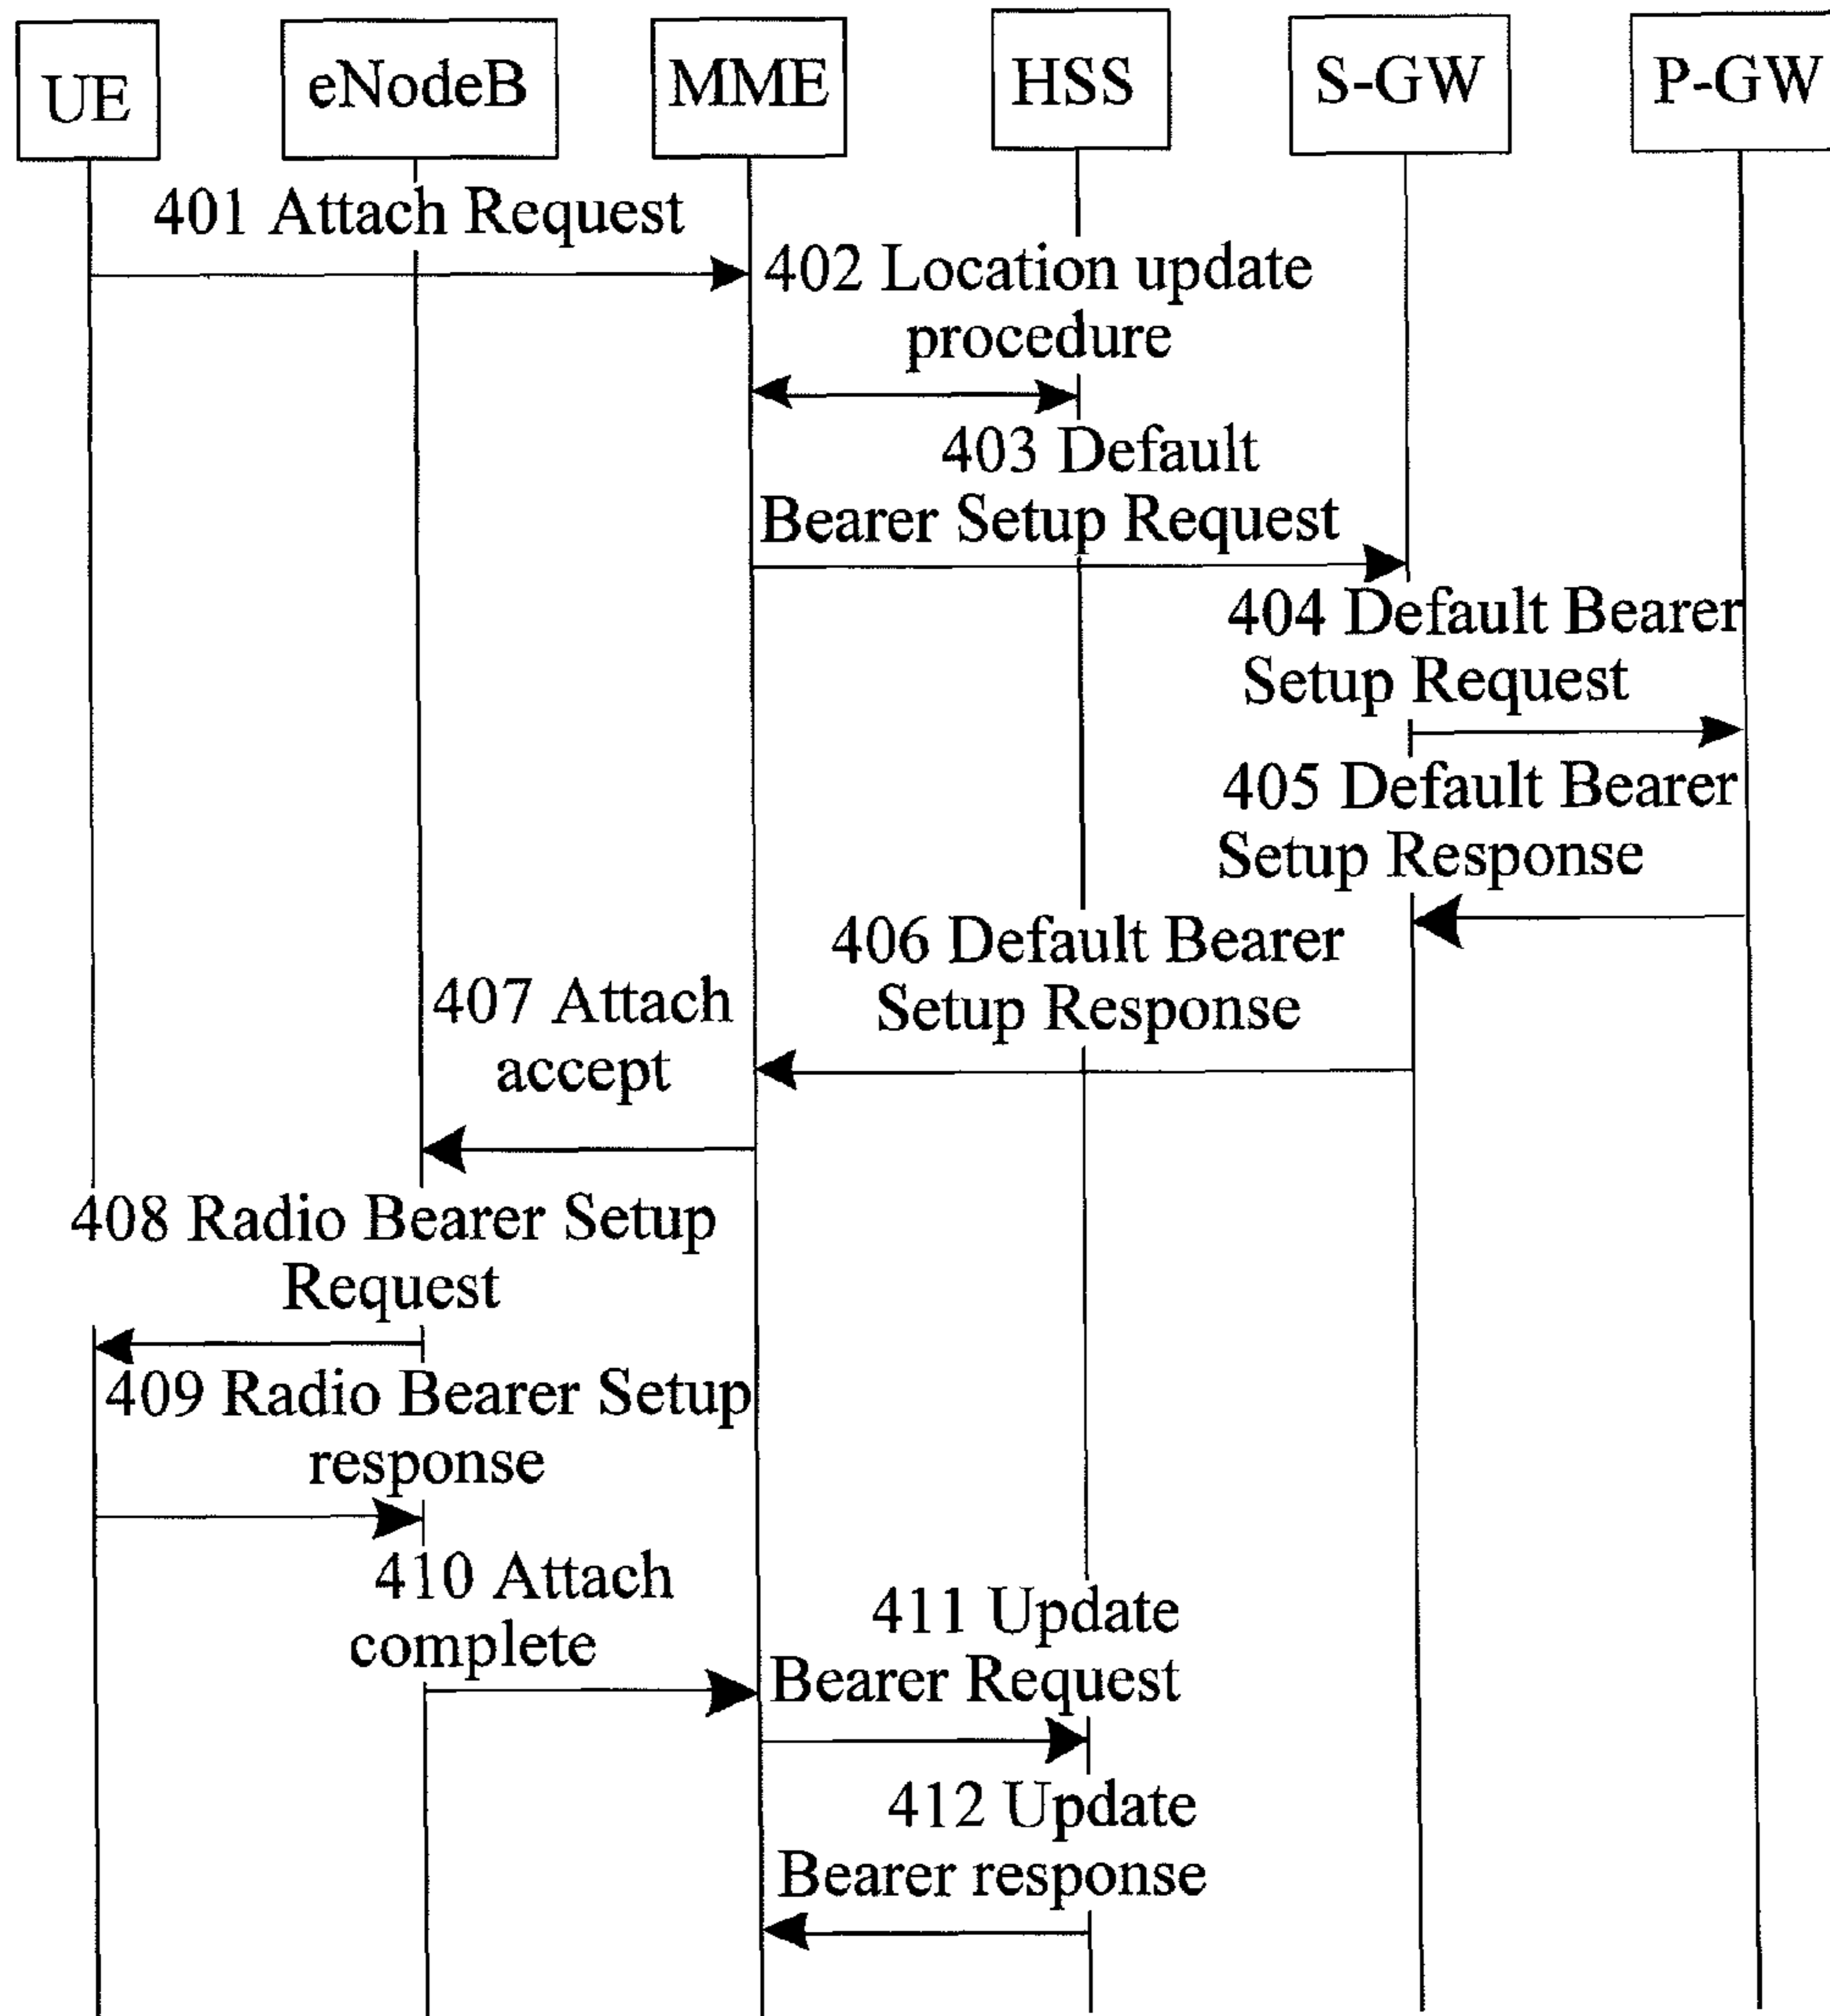 UE
eNodeB
MME
HSS
S-GW
P-GW
401 Attach Request
402 Location update
procedure
403 Default
Bearer Setup Request
404 Default Bearer
Setup Request
405 Default Bearer
Setup Response
406 Default Bearer
Setup Response
407 Attach
accept
408 Radio Bearer Setup
Request
409 Radio Bearer Setup
response
410 Attach
complete
411 Update
Bearer Request
412 Update
Bearer response